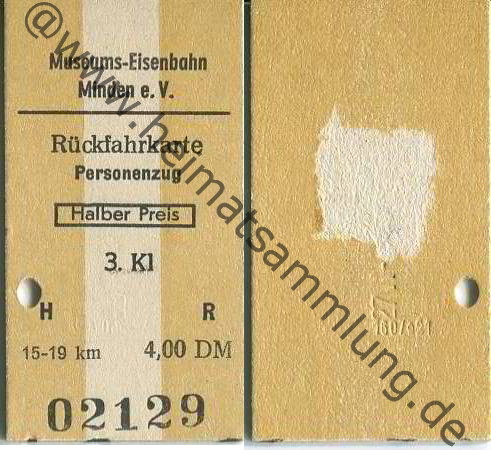 Museums-Eisenbahn
Minden e.V.
Rückfahrkarte
Personenzug
Halber Preis
3. Kl
H R
15-19 km 4,00 DM
02129
@www.heimatsammlung.de